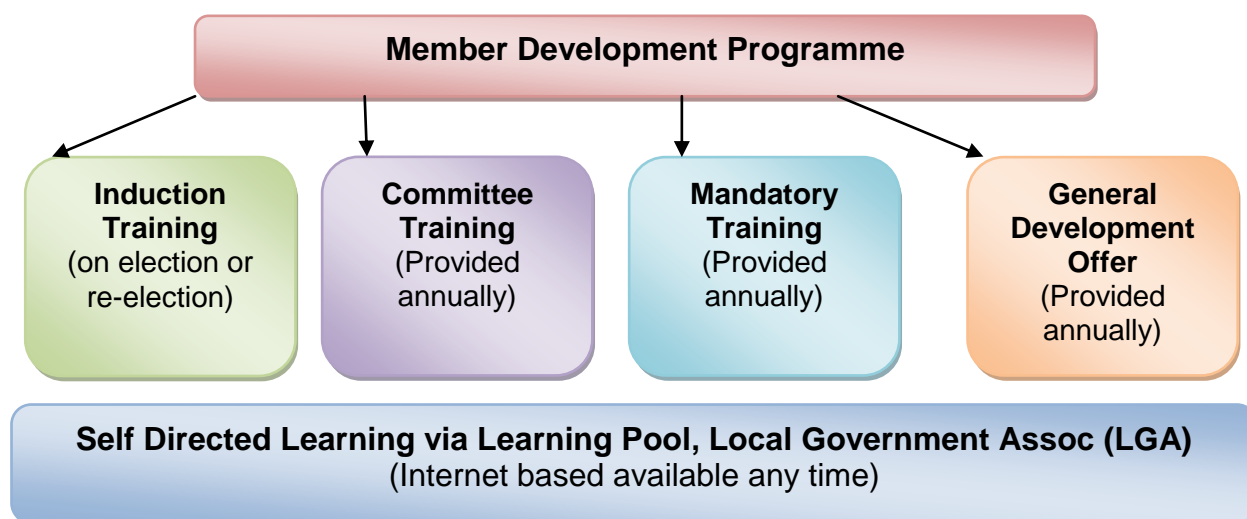 Member Development Programme
Induction
Training
(on election or
re-election)
Committee
Training
(Provided
annually)
Mandatory
Training
(Provided
annually)
General
Development
Offer
(Provided
annually)
Self Directed Learning via Learning Pool, Local Government Assoc (LGA)
(Internet based available any time)